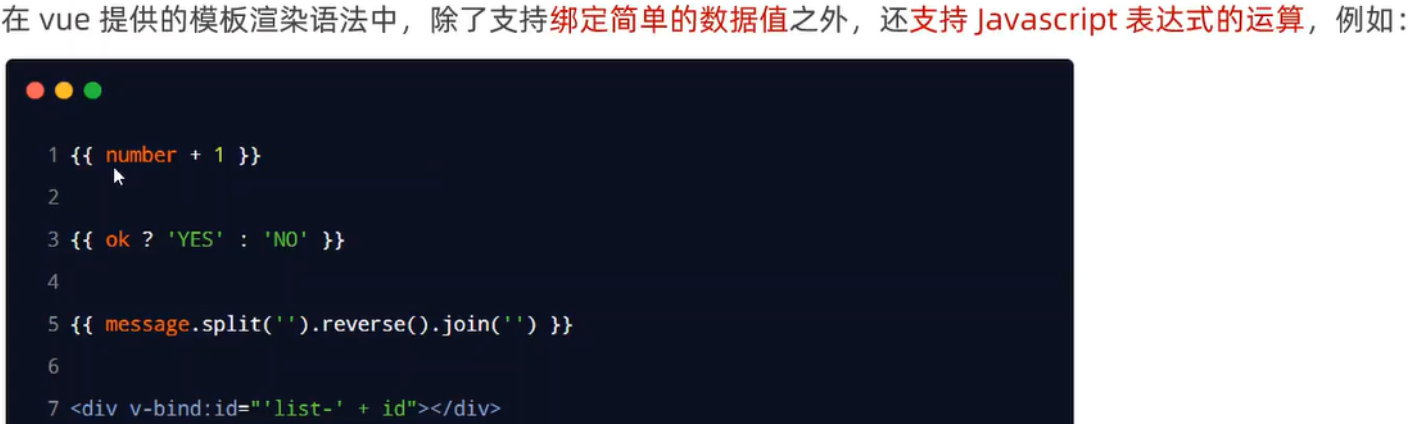 在 vue 提供的模板渲染语法中，除了支持绑定简单的数据值之外，还支持 Javascript 表达式的运算，例如：
1 {{ number + 1 }}
2
3 {{ ok ? 'YES' : 'NO' }}
4
5 {{ message.split('').reverse().join('') }}
6
7 <div v-bind:id="'list-' + id"></div>